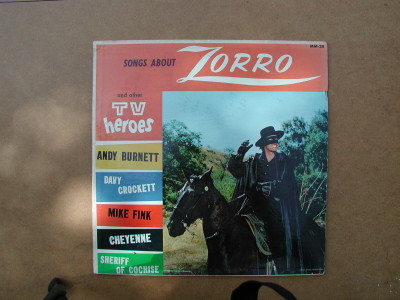 SONGS ABOUT ZORRO
and other
TV
heroes
ANDY BURNETT
DAVY
CROCKETT
MIKE FINK
CHEYENNE
SHERIFF
OF COCHISE